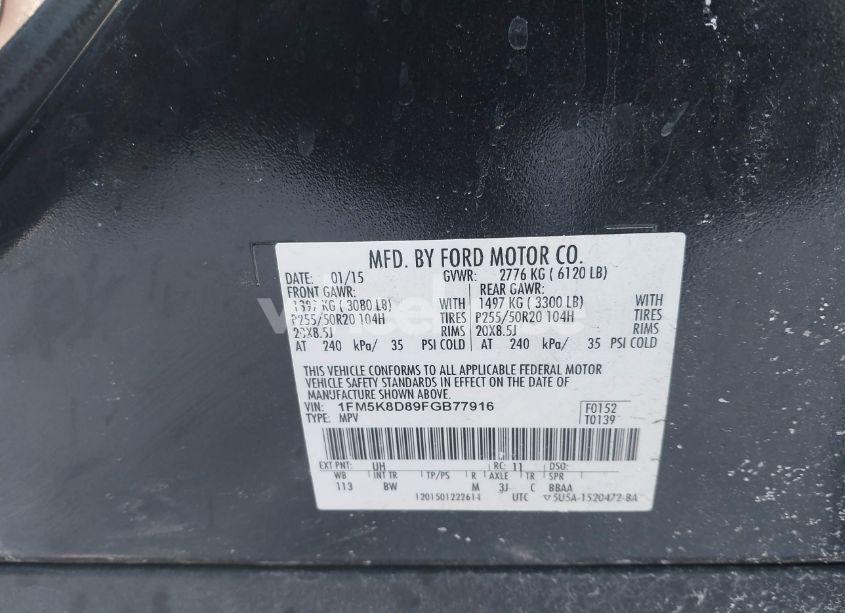 MFD. BY FORD MOTOR CO.
DATE: 01/15 GVWR: 2776 KG ( 6120 LB)
FRONT GAWR: REAR GAWR:
1397 KG ( 3080 LB) WITH 1497 KG ( 3300 LB) WITH
P255/50R20 104H TIRES P255/50R20 104H TIRES
20X8.5J RIMS 20X8.5J RIMS
AT 240 kPa/ 35 PSI COLD AT 240 kPa/ 35 PSI COLD
THIS VEHICLE CONFORMS TO ALL APPLICABLE FEDERAL MOTOR
VEHICLE SAFETY STANDARDS IN EFFECT ON THE DATE OF
MANUFACTURE SHOWN ABOVE.
VIN: 1FM5K8D89FGB77916 F0152
TYPE: MPV T0139
EXT PNT: UH RC: 11 DSO:
WB INT TR TP/PS R AXLE TR SPR
113 BW M 3J C BBAA
1201501222614 UTC ▽5U5A-1520472-BA